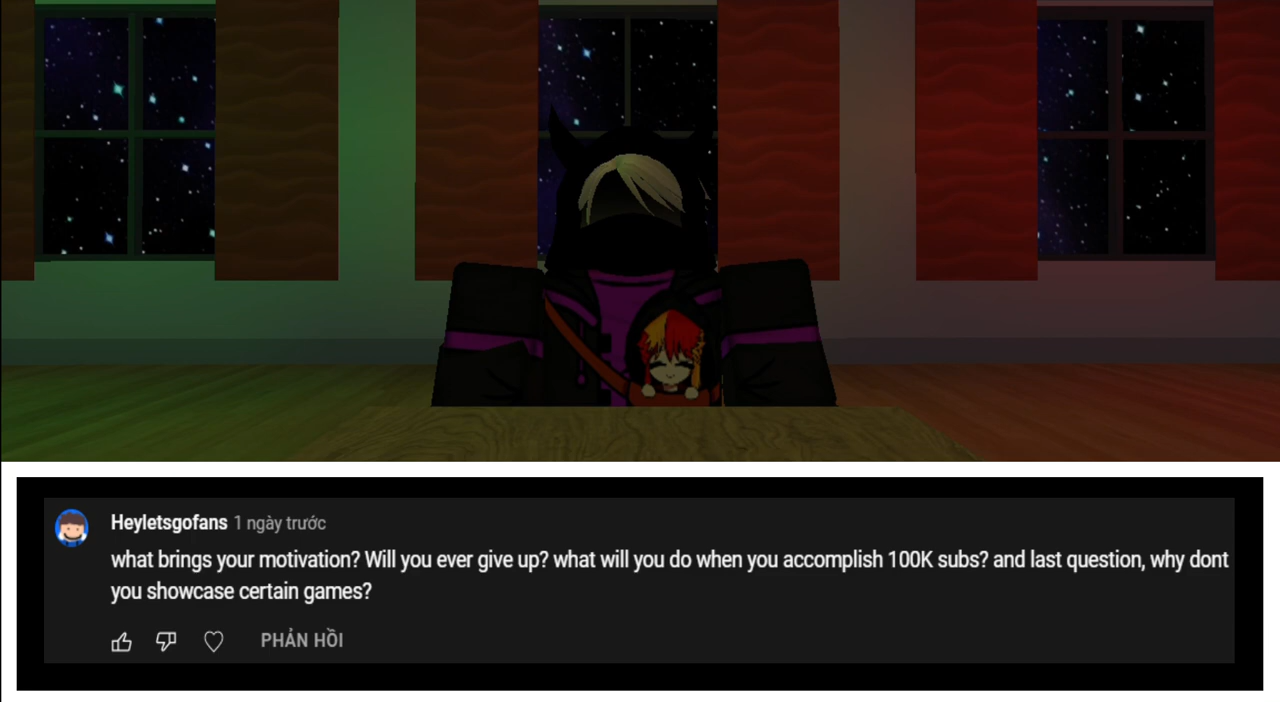 Heyletsgofans 1 ngày trước
what brings your motivation? Will you ever give up? what will you do when you accomplish 100K subs? and last question, why dont
you showcase certain games?
PHẢN HỒI